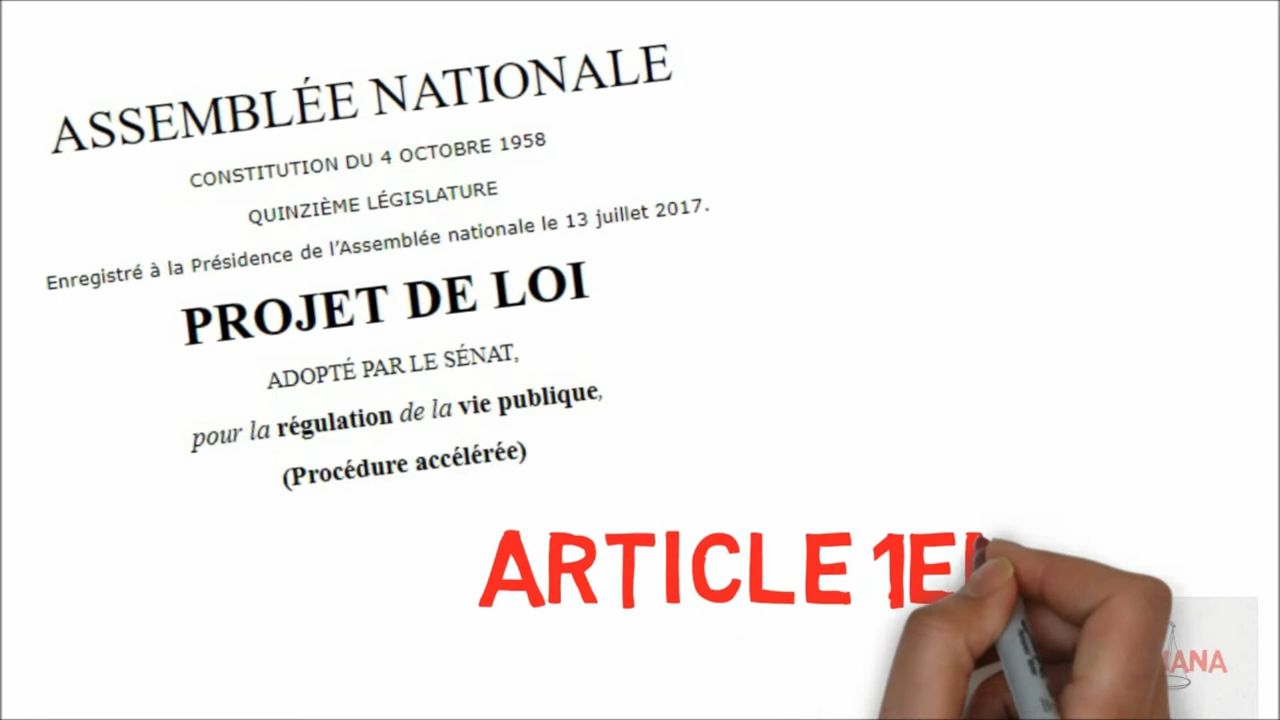 ASSEMBLÉE NATIONALE
CONSTITUTION DU 4 OCTOBRE 1958
QUINZIÈME LÉGISLATURE
Enregistré à la Présidence de l'Assemblée nationale le 13 juillet 2017.
PROJET DE LOI
ADOPTÉ PAR LE SÉNAT,
pour la régulation de la vie publique,
(Procédure accélérée)
ARTICLE 1E